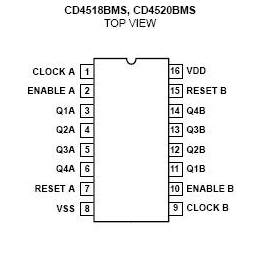 CD4518BMS, CD4520BMS
TOP VIEW
CLOCK A 1 16 VDD
ENABLE A 2 15 RESET B
Q1A 3 14 Q4B
Q2A 4 13 Q3B
Q3A 5 12 Q2B
Q4A 6 11 Q1B
RESET A 7 10 ENABLE B
VSS 8 9 CLOCK B